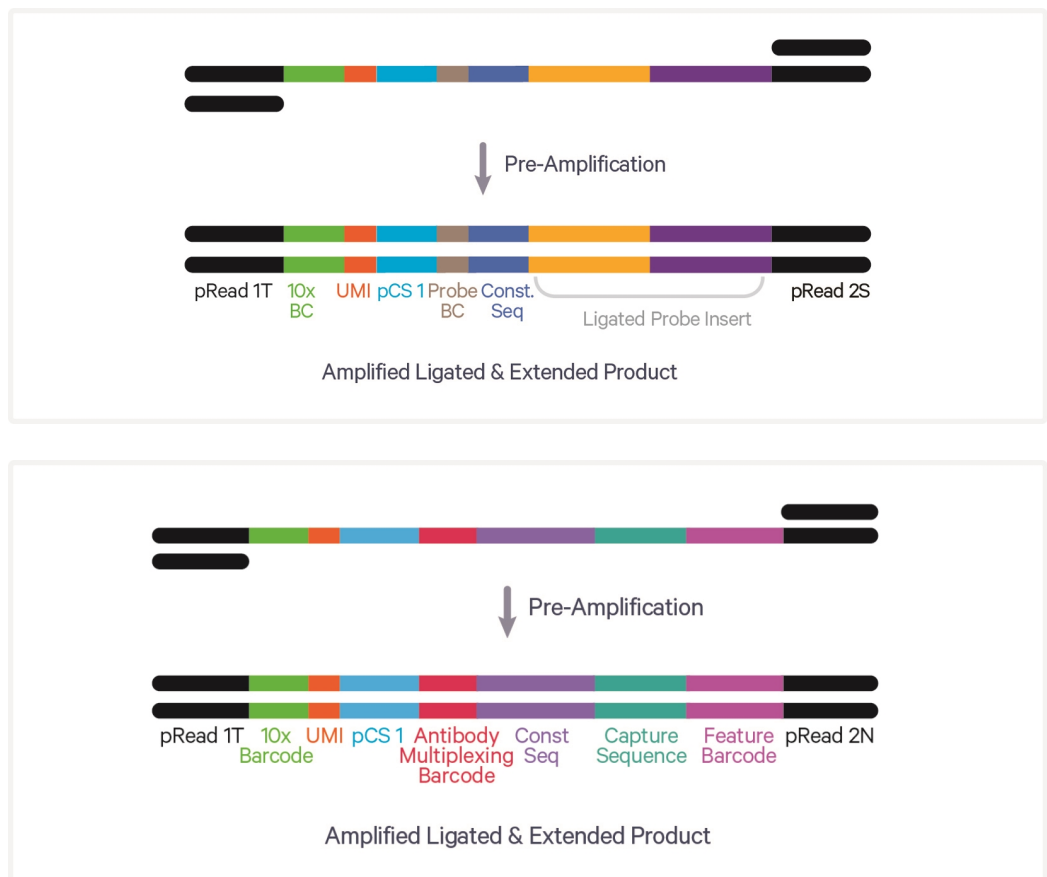 Pre-Amplification
pRead 1T 10x UMI pCS 1 Probe Const. pRead 2S
BC BC Seq
Ligated Probe Insert
Amplified Ligated & Extended Product
Pre-Amplification
pRead 1T 10x UMI pCS 1 Antibody Const Capture Feature pRead 2N
Barcode Multiplexing Seq Sequence Barcode
Barcode
Amplified Ligated & Extended Product